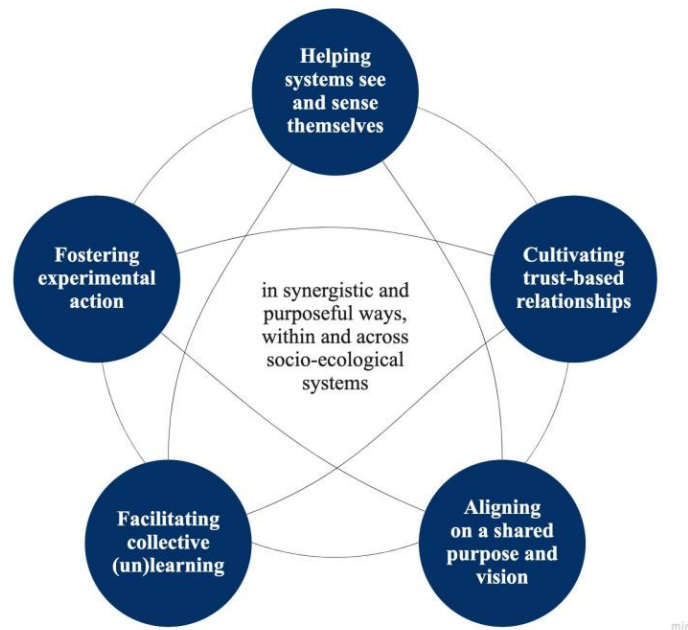 Helping
systems see
and sense
themselves
Fostering
experimental
action
Cultivating
trust-based
relationships
in synergistic and
purposeful ways,
within and across
socio-ecological
systems
Facilitating
collective
(un)learning
Aligning
on a shared
purpose and
vision